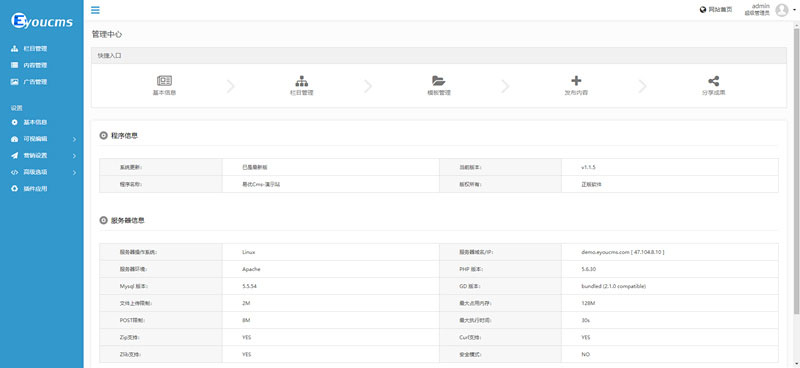 Eyoucms
网站首页
admin
超级管理员
栏目管理
内容管理
广告管理
设置
基本信息
可视编辑
营销设置
高级选项
插件应用
管理中心
快捷入口
基本信息
栏目管理
模板管理
发布内容
分享成果
程序信息
系统更新: 已是最新版 当前版本: v1.1.5
程序名称: 易优Cms-演示站 版权所有: 正版软件
服务器信息
服务器操作系统: Linux 服务器域名/IP: demo.eyoucms.com [ 47.104.8.10 ]
服务器环境: Apache PHP 版本: 5.6.30
Mysql 版本: 5.5.54 GD 版本: bundled (2.1.0 compatible)
文件上传限制: 2M 最大占用内存: 128M
POST限制: 8M 最大执行时间: 30s
Zip支持: YES Curl支持: YES
Zlib支持: YES 安全模式: NO